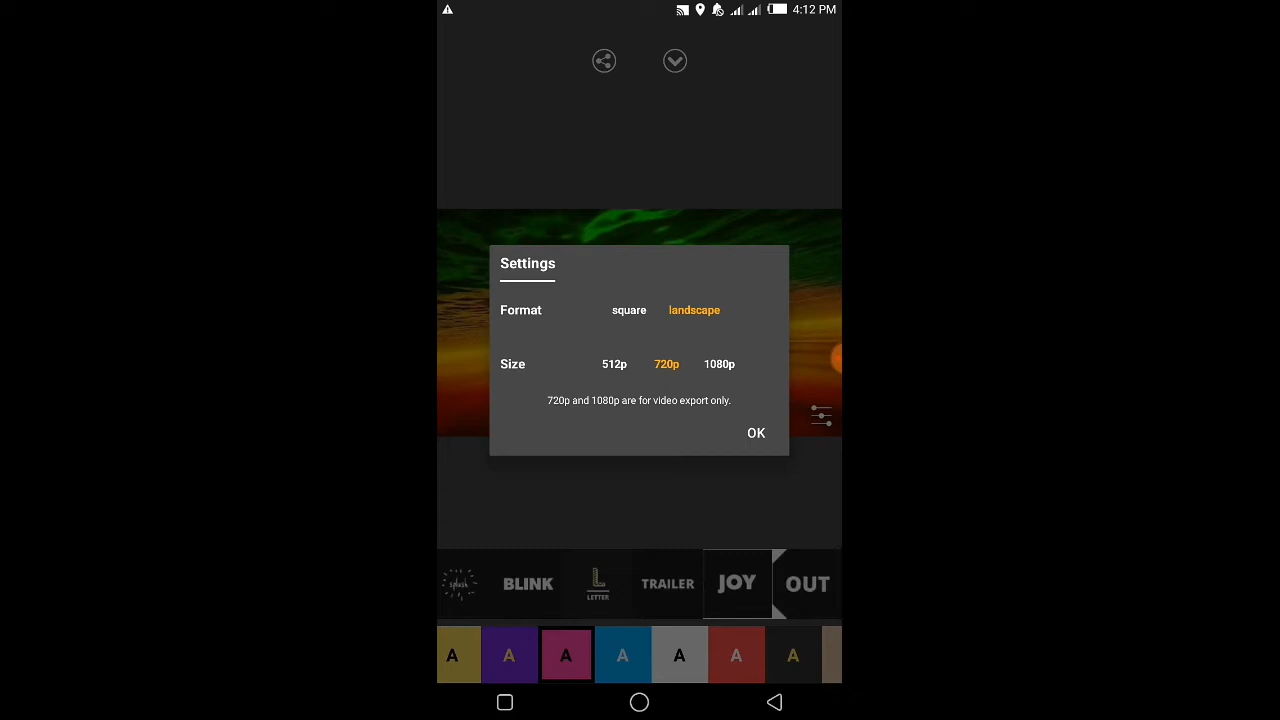 4:12 PM
Settings
Format square landscape
Size 512p 720p 1080p
720p and 1080p are for video export only.
OK
BLINK L LETTER TRAILER JOY OUT
A A A A A A A